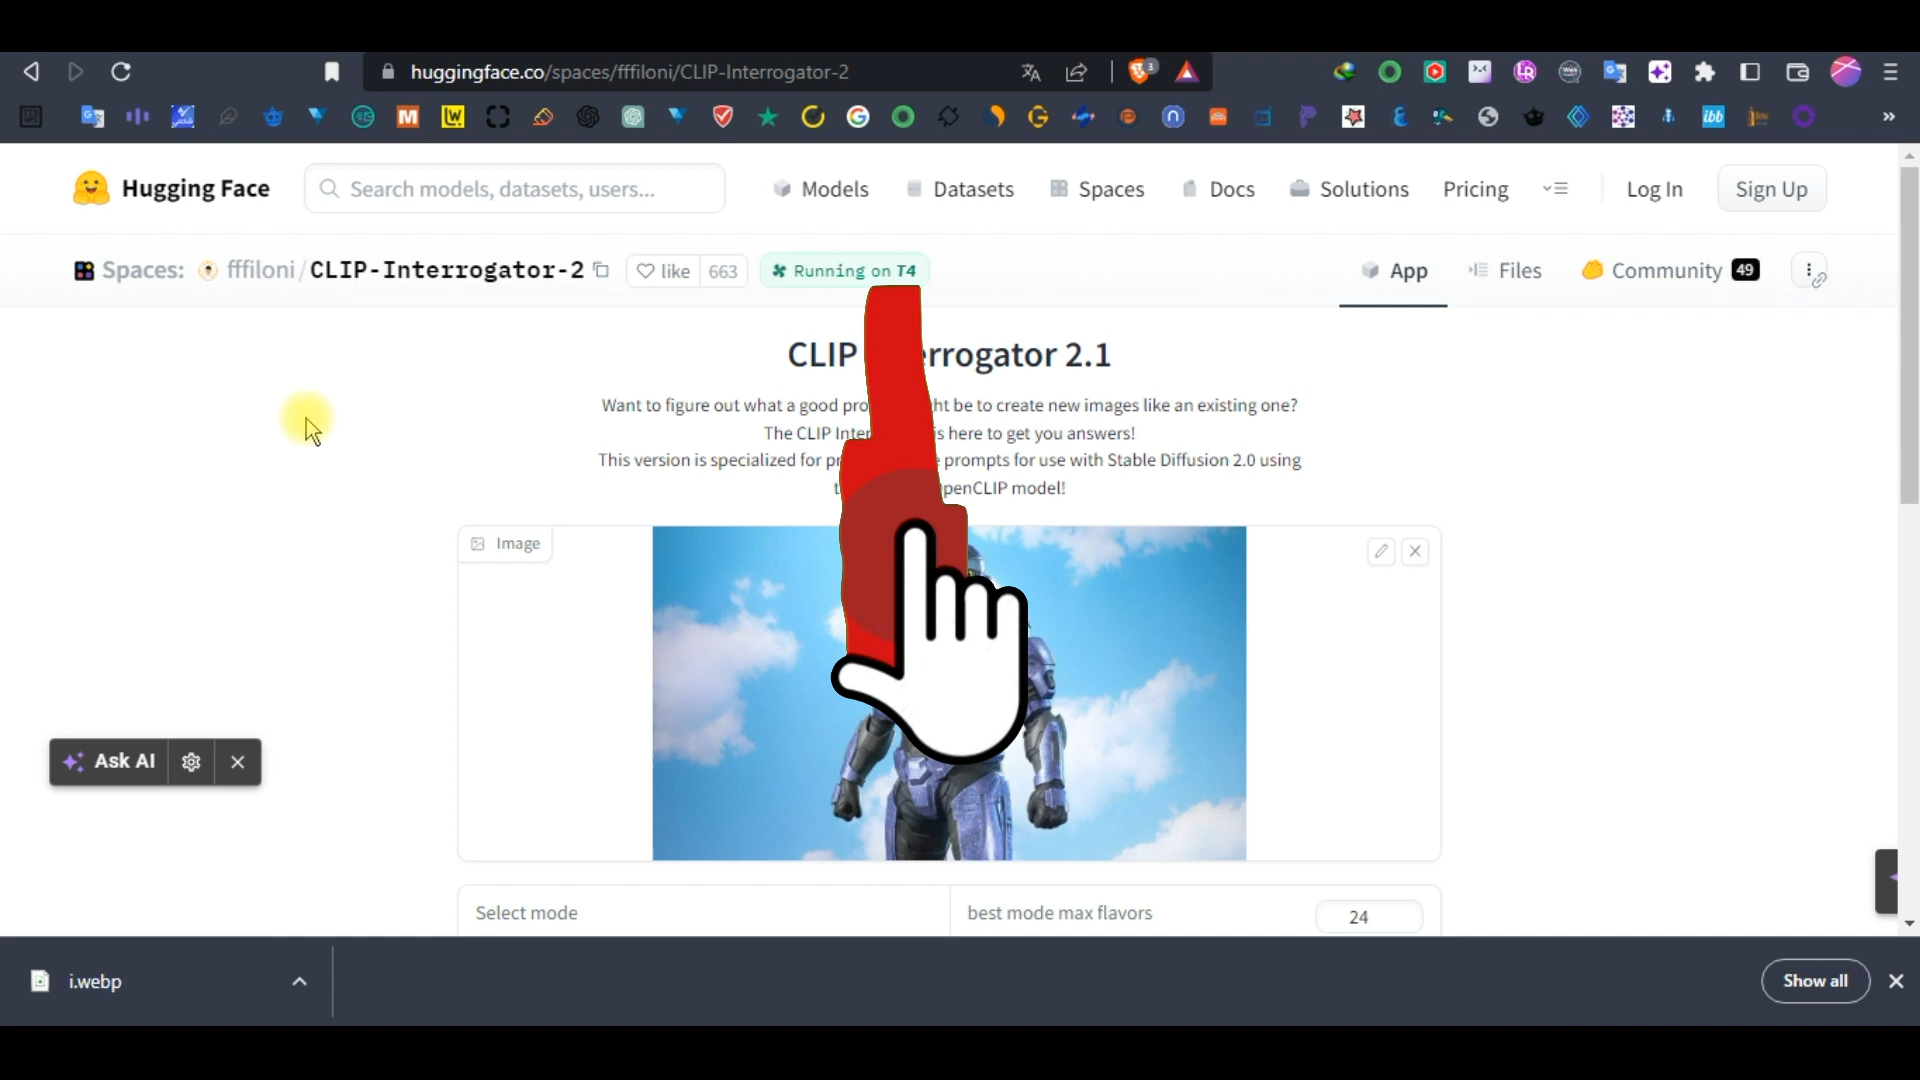 huggingface.co/spaces/fffiloni/CLIP-Interrogator-2
3
Hugging Face
Search models, datasets, users...
Models
Datasets
Spaces
Docs
Solutions
Pricing
Log In
Sign Up
Spaces: fffiloni/CLIP-Interrogator-2
like 663
Running on T4
App
Files
Community 49
CLIP errogator 2.1
Want to figure out what a good pro ht be to create new images like an existing one?
The CLIP Inter is here to get you answers!
This version is specialized for pr prompts for use with Stable Diffusion 2.0 using
t penCLIP model!
Image
Ask AI
Select mode
best mode max flavors
24
i.webp
Show all